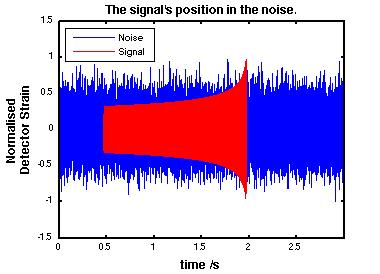 The signal's position in the noise.
Noise
Signal
Normalised
Detector Strain
1.5
1
0.5
0
-0.5
-1
-1.5
0 0.5 1 1.5 2 2.5
time /s